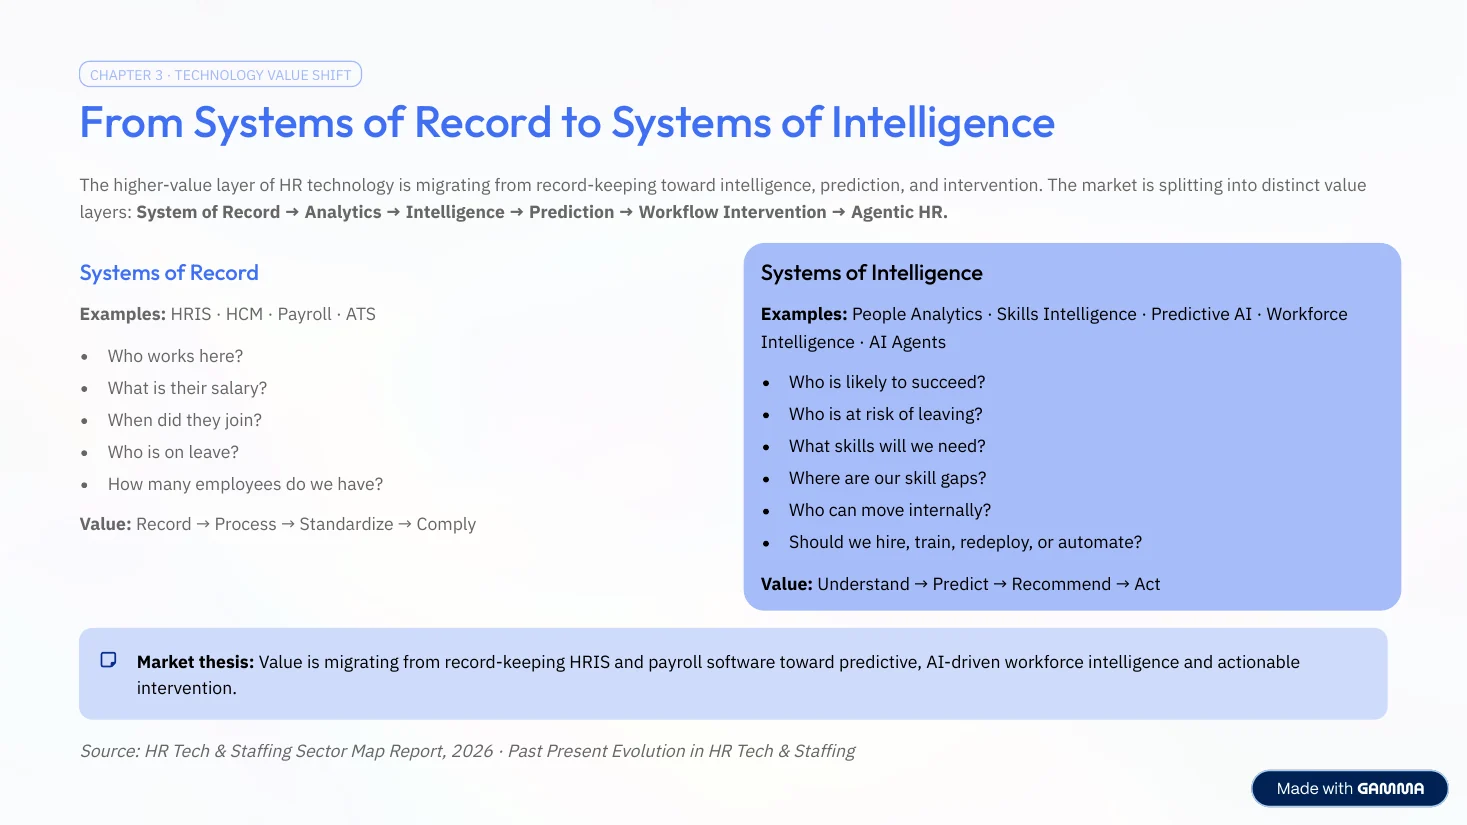 CHAPTER 3 · TECHNOLOGY VALUE SHIFT
From Systems of Record to Systems of Intelligence
The higher-value layer of HR technology is migrating from record-keeping toward intelligence, prediction, and intervention. The market is splitting into distinct value
layers: System of Record → Analytics → Intelligence → Prediction → Workflow Intervention → Agentic HR.
Systems of Record
Examples: HRIS · HCM · Payroll · ATS
• Who works here?
• What is their salary?
• When did they join?
• Who is on leave?
• How many employees do we have?
Value: Record → Process → Standardize → Comply
Systems of Intelligence
Examples: People Analytics · Skills Intelligence · Predictive AI · Workforce
Intelligence · AI Agents
• Who is likely to succeed?
• Who is at risk of leaving?
• What skills will we need?
• Where are our skill gaps?
• Who can move internally?
• Should we hire, train, redeploy, or automate?
Value: Understand → Predict → Recommend → Act
Market thesis: Value is migrating from record-keeping HRIS and payroll software toward predictive, AI-driven workforce intelligence and actionable
intervention.
Source: HR Tech & Staffing Sector Map Report, 2026 · Past Present Evolution in HR Tech & Staffing
Made with GAMMA